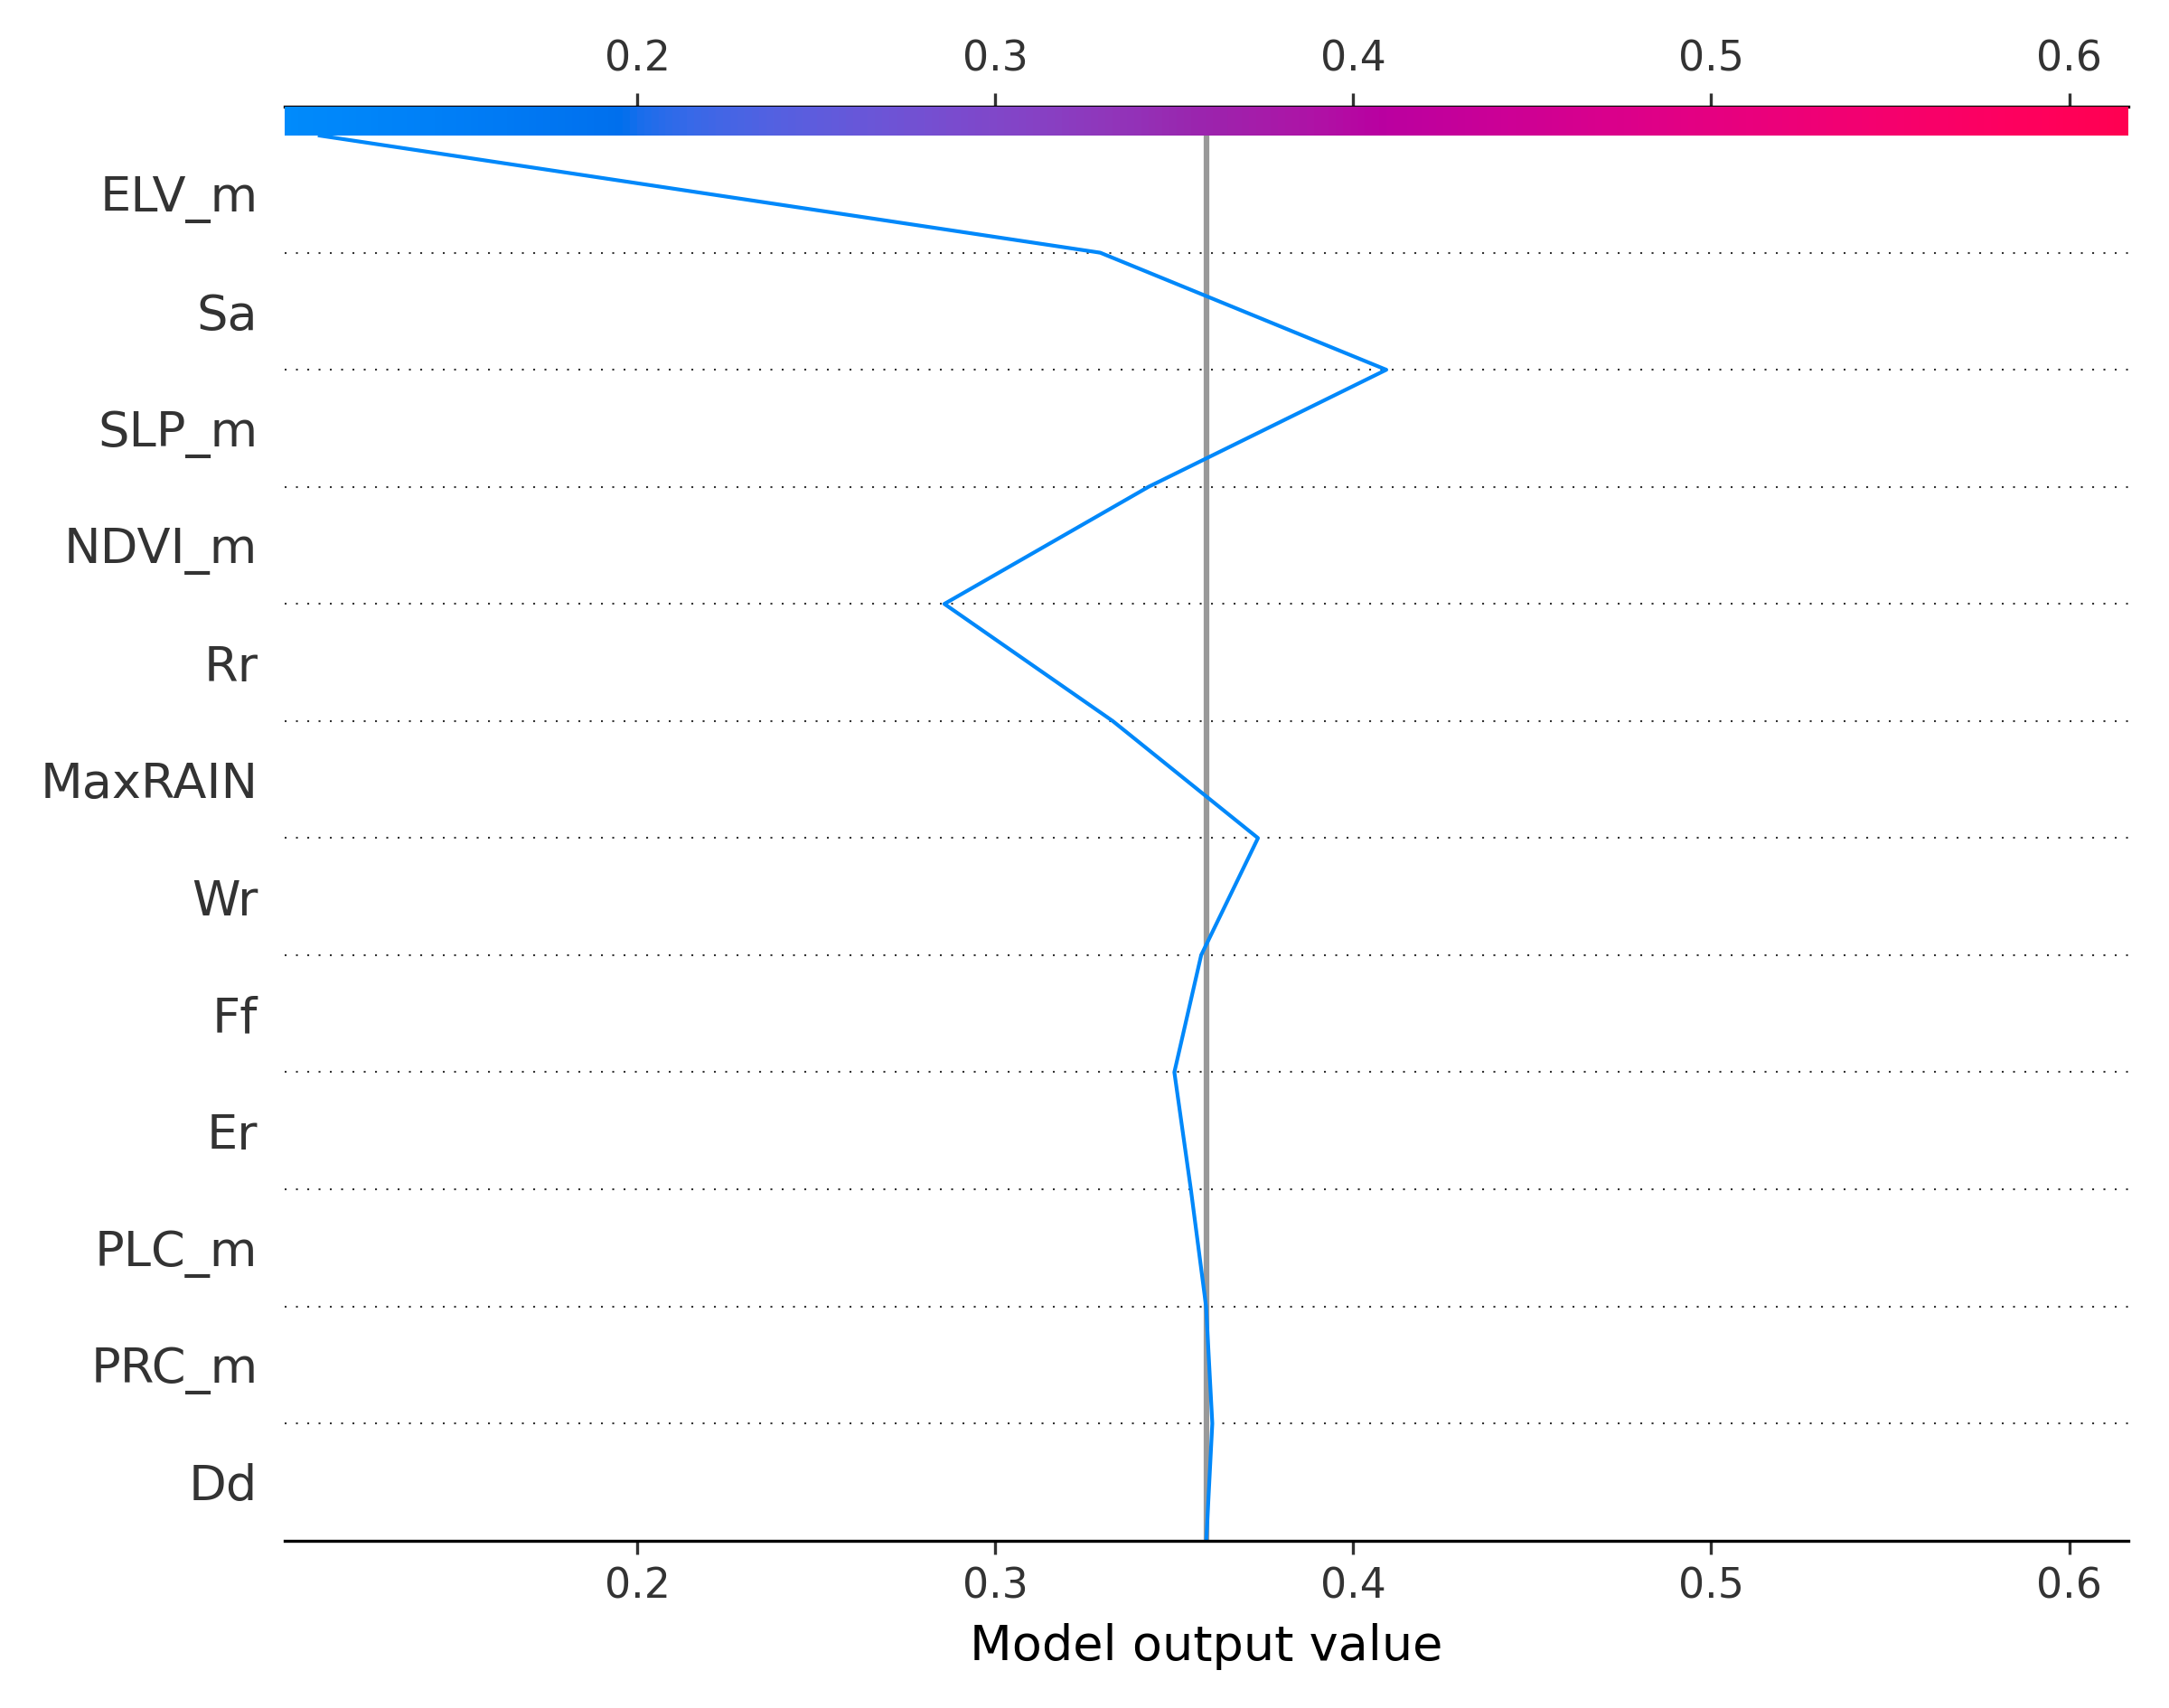 0.2 0.3 0.4 0.5 0.6
ELV_m
Sa
SLP_m
NDVI_m
Rr
MaxRAIN
Wr
Ff
Er
PLC_m
PRC_m
Dd
0.2 0.3 0.4 0.5 0.6
Model output value